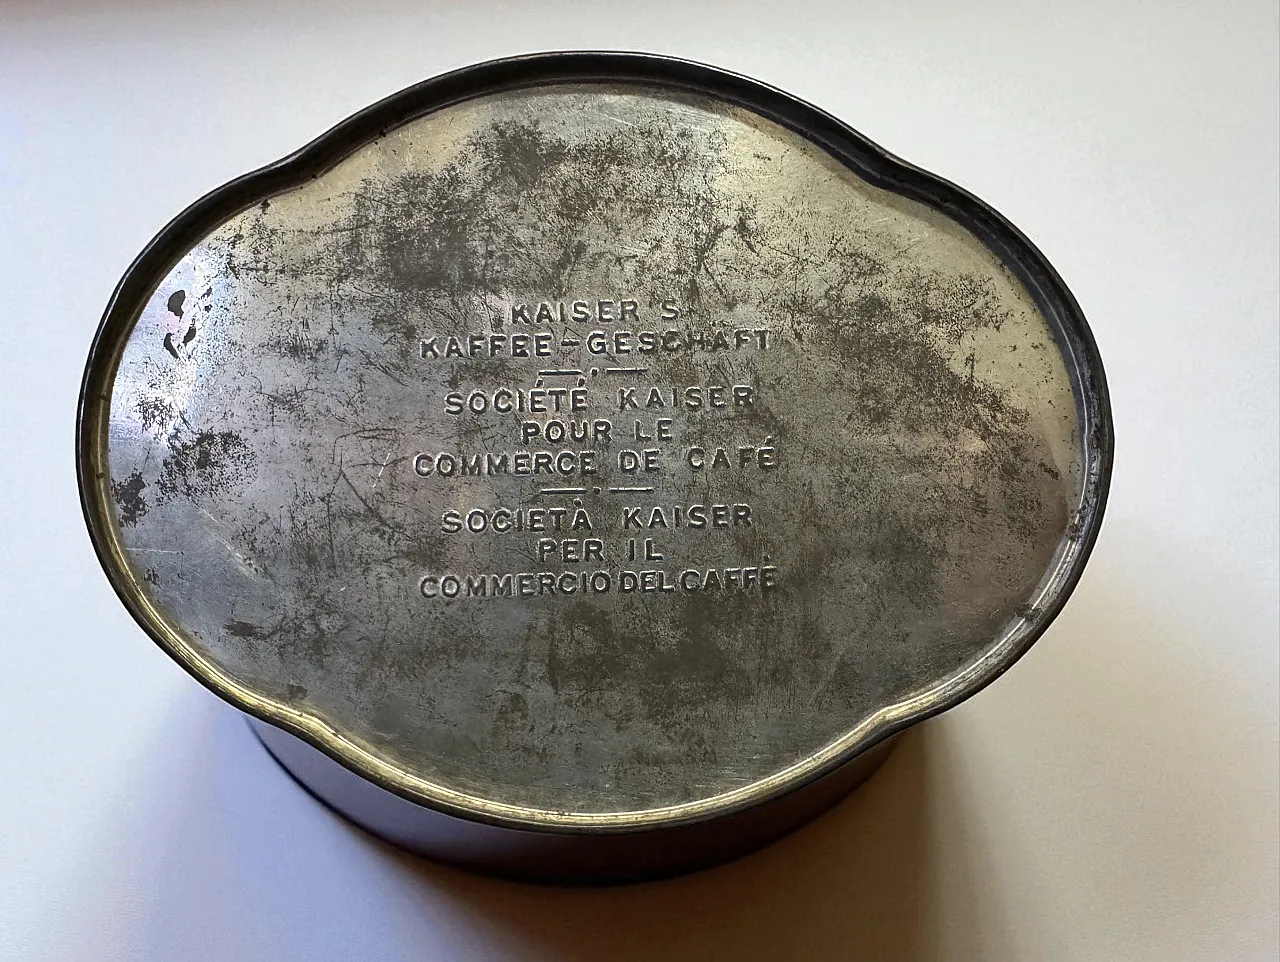 KAISER'S
KAFFEE-GESCHÄFT
SOCIÉTÉ KAISER
POUR LE
COMMERCE DE CAFÉ
SOCIETÀ KAISER
PER IL
COMMERCIO DEL CAFFÈ